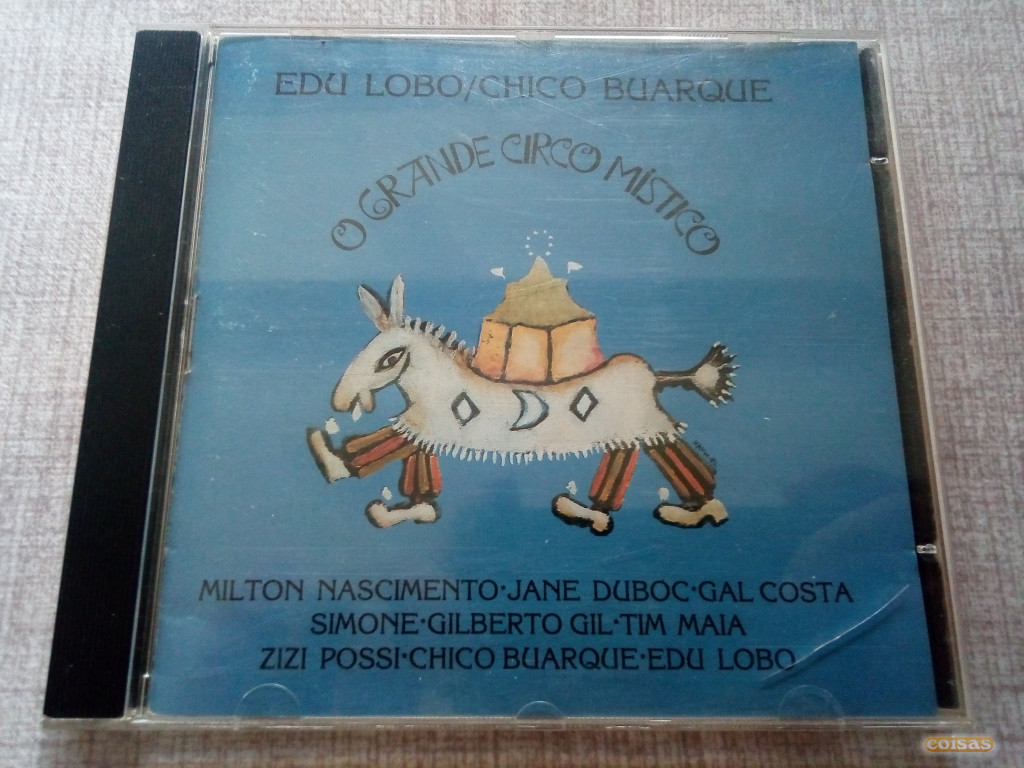 EDU LOBO/CHICO BUARQUE
O GRANDE CIRCO MÍSTICO
MILTON NASCIMENTO•JANE DUBOC•GAL COSTA
SIMONE•GILBERTO GIL•TIM MAIA
ZIZI POSSI•CHICO BUARQUE•EDU LOBO
coisas